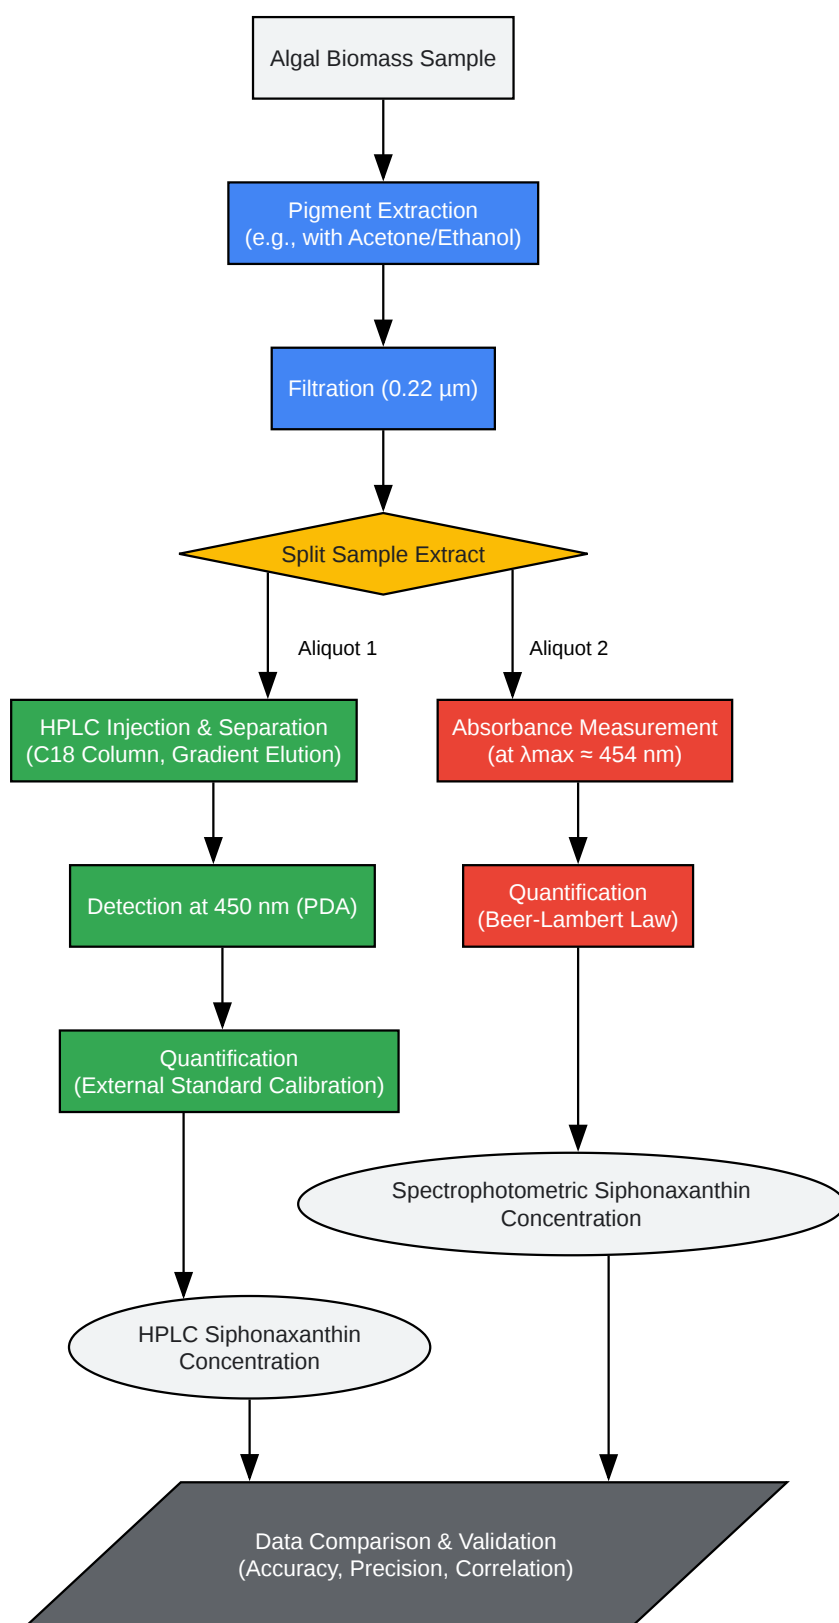 Algal Biomass Sample
Pigment Extraction
(e.g., with Acetone/Ethanol)
Filtration (0.22 µm)
Split Sample Extract
Aliquot 1
Aliquot 2
HPLC Injection & Separation
(C18 Column, Gradient Elution)
Absorbance Measurement
(at λmax ≈ 454 nm)
Detection at 450 nm (PDA)
Quantification
(Beer-Lambert Law)
Quantification
(External Standard Calibration)
Spectrophotometric Siphonaxanthin
Concentration
HPLC Siphonaxanthin
Concentration
Data Comparison & Validation
(Accuracy, Precision, Correlation)